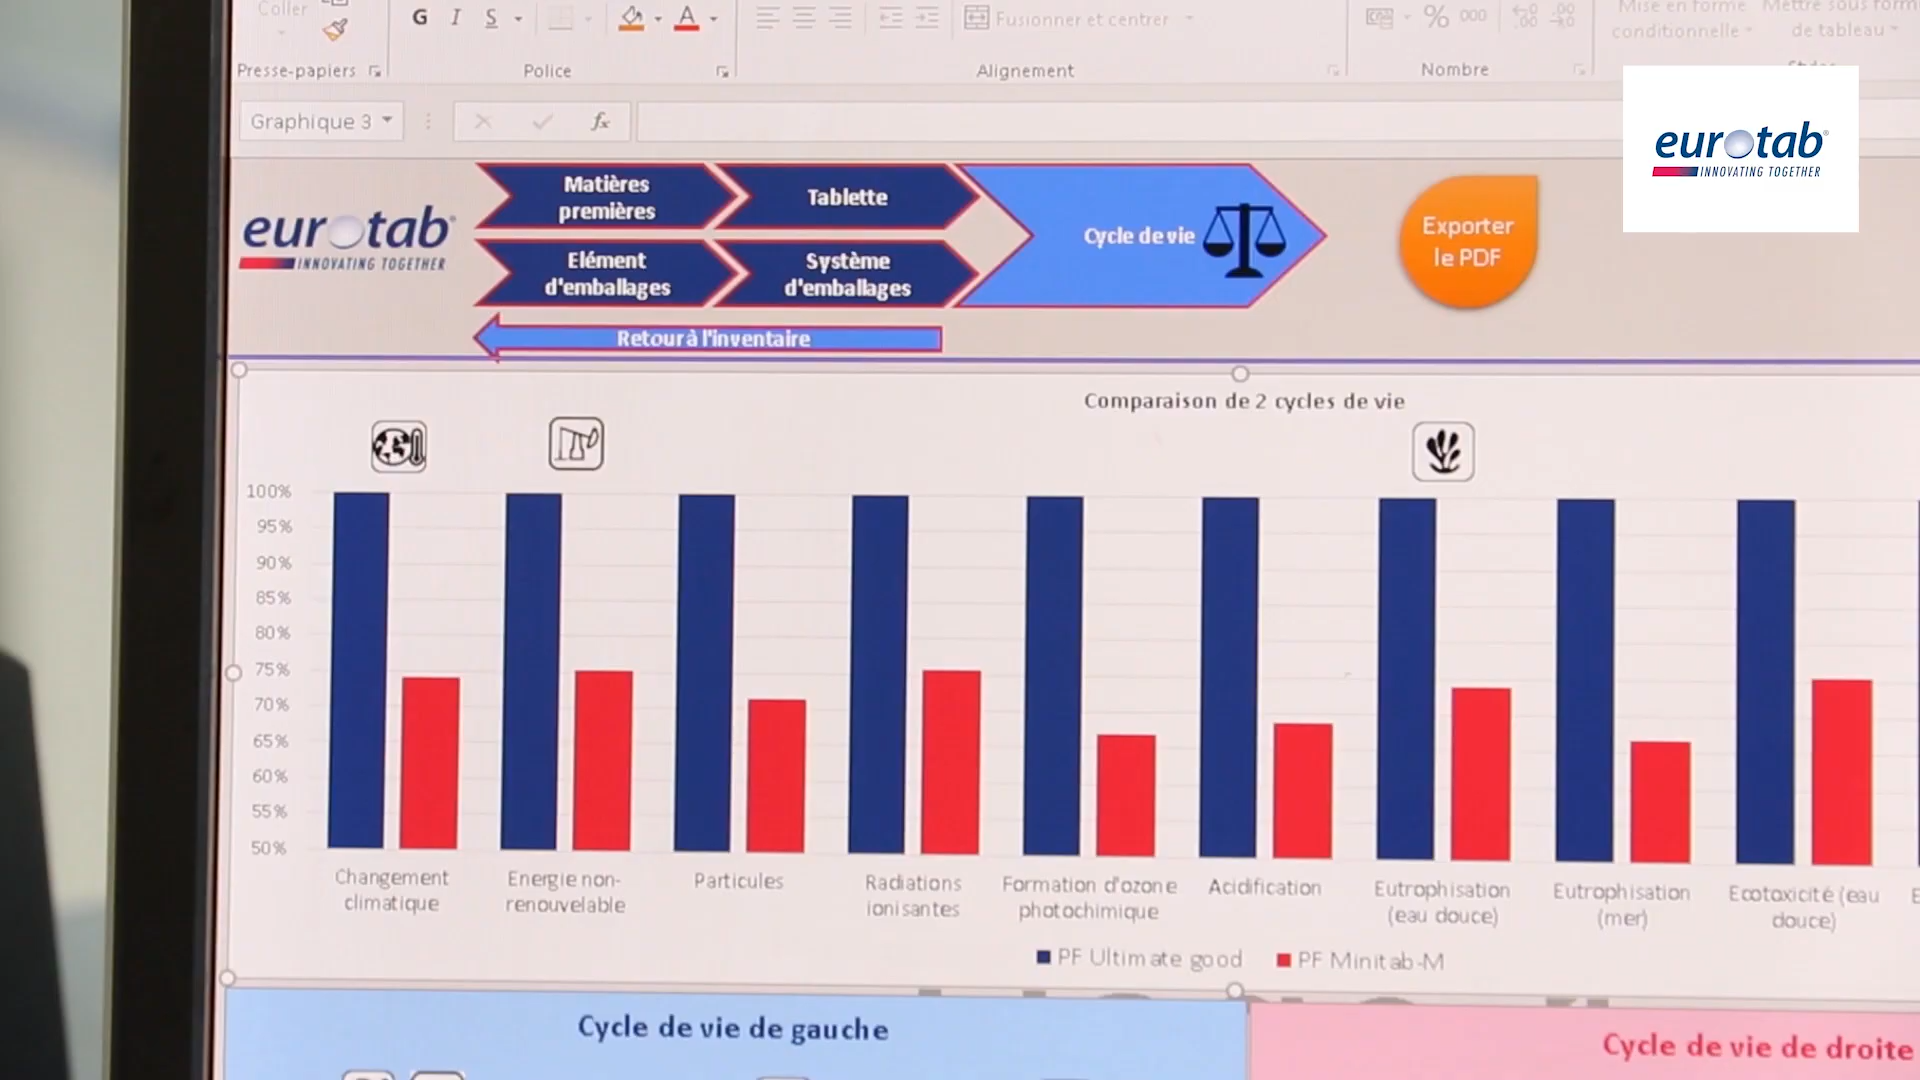 Coller
Mise en forme
conditionnelle
Mettre sous form
de tableau
G I S A
Fusionner et centrer
% 000
Presse-papiers
Police
Alignement
Nombre
Graphique 3
fx
eurotab
INNOVATING TOGETHER
eurotab
INNOVATING TOGETHER
Matières
premières
Tablette
Elément
d'emballages
Système
d'emballages
Cycle de vie
Exporter
le PDF
Retour à l'inventaire
Comparaison de 2 cycles de vie
100%
95%
90%
85%
80%
75%
70%
65%
60%
55%
50%
Changement
climatique
Energie non-
renouvelable
Particules
Radiations
ionisantes
Formation d'ozone
photochimique
Acidification
Eutrophisation
(eau douce)
Eutrophisation
(mer)
Ecotoxicité (eau
douce)
PF Ultimate good
PF Minitab-M
Cycle de vie de gauche
Cycle de vie de droite